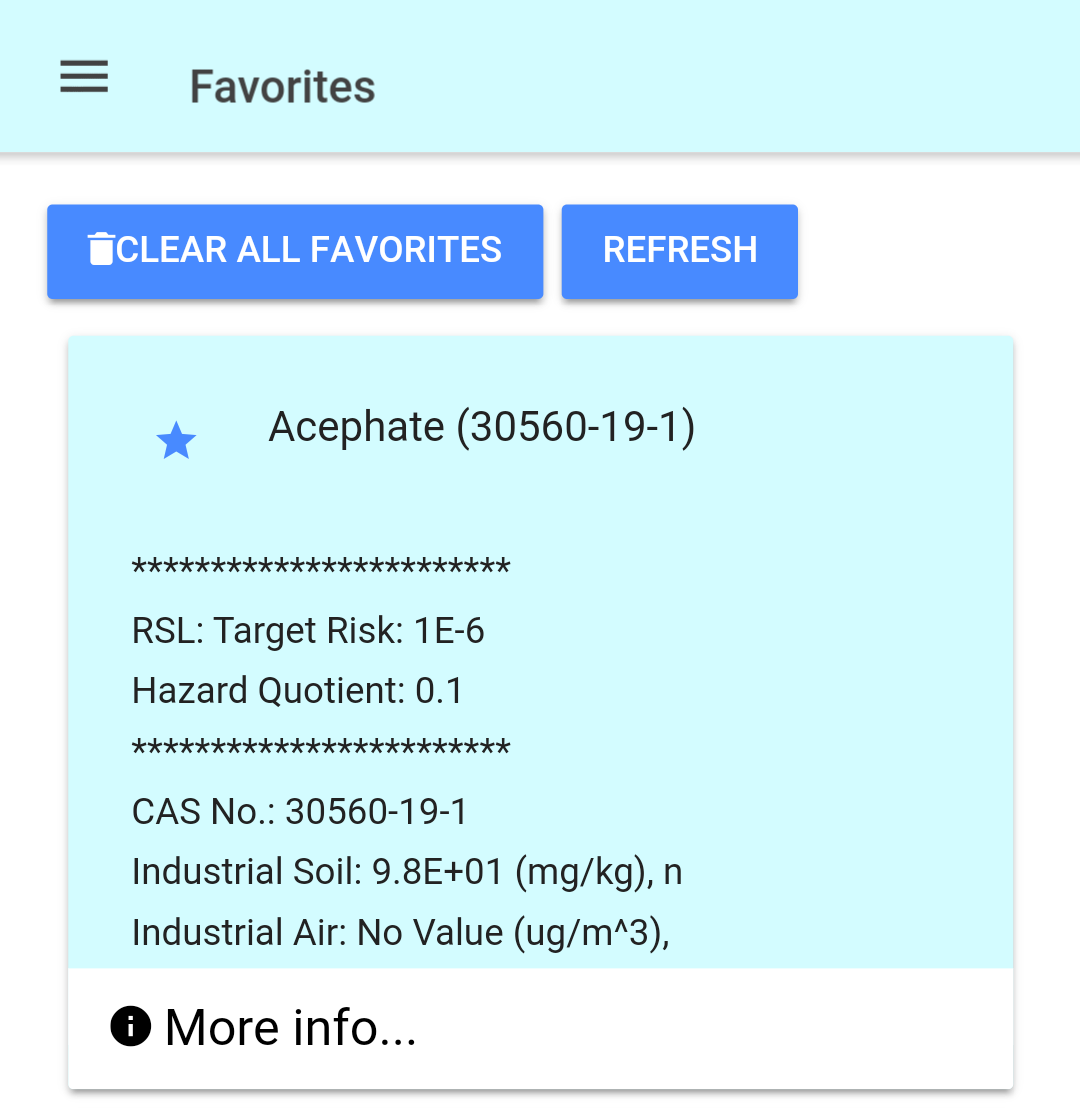 Favorites
CLEAR ALL FAVORITES
REFRESH
Acephate (30560-19-1)
************************
RSL: Target Risk: 1E-6
Hazard Quotient: 0.1
************************
CAS No.: 30560-19-1
Industrial Soil: 9.8E+01 (mg/kg), n
Industrial Air: No Value (ug/m^3),
More info...